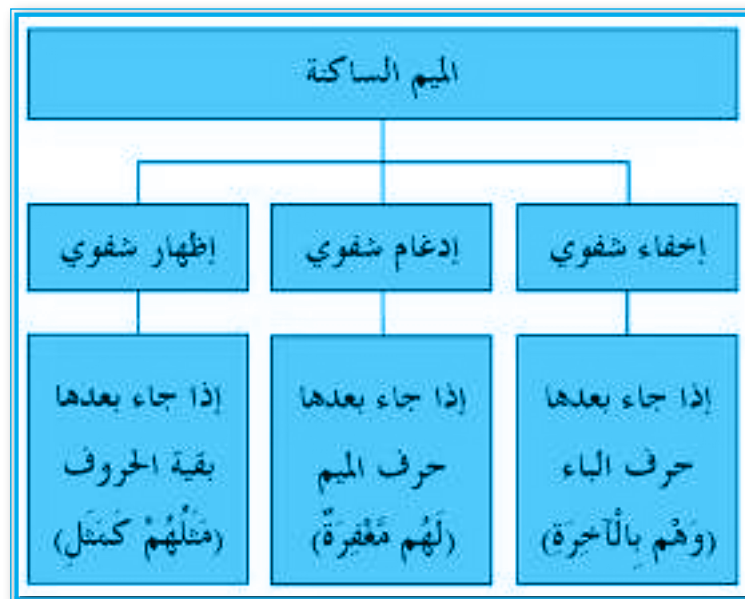 الميم الساكنة
إخفاء شفوي
إدغام شفوي
إظهار شفوي
إذا جاء بعدها
حرف الباء
(وَهُم بِالْآخِرَةِ)
إذا جاء بعدها
حرف الميم
(لَهُم مَّغْفِرَةٌ)
إذا جاء بعدها
بقية الحروف
(مَثَلُهُمْ كَمَثَلِ)